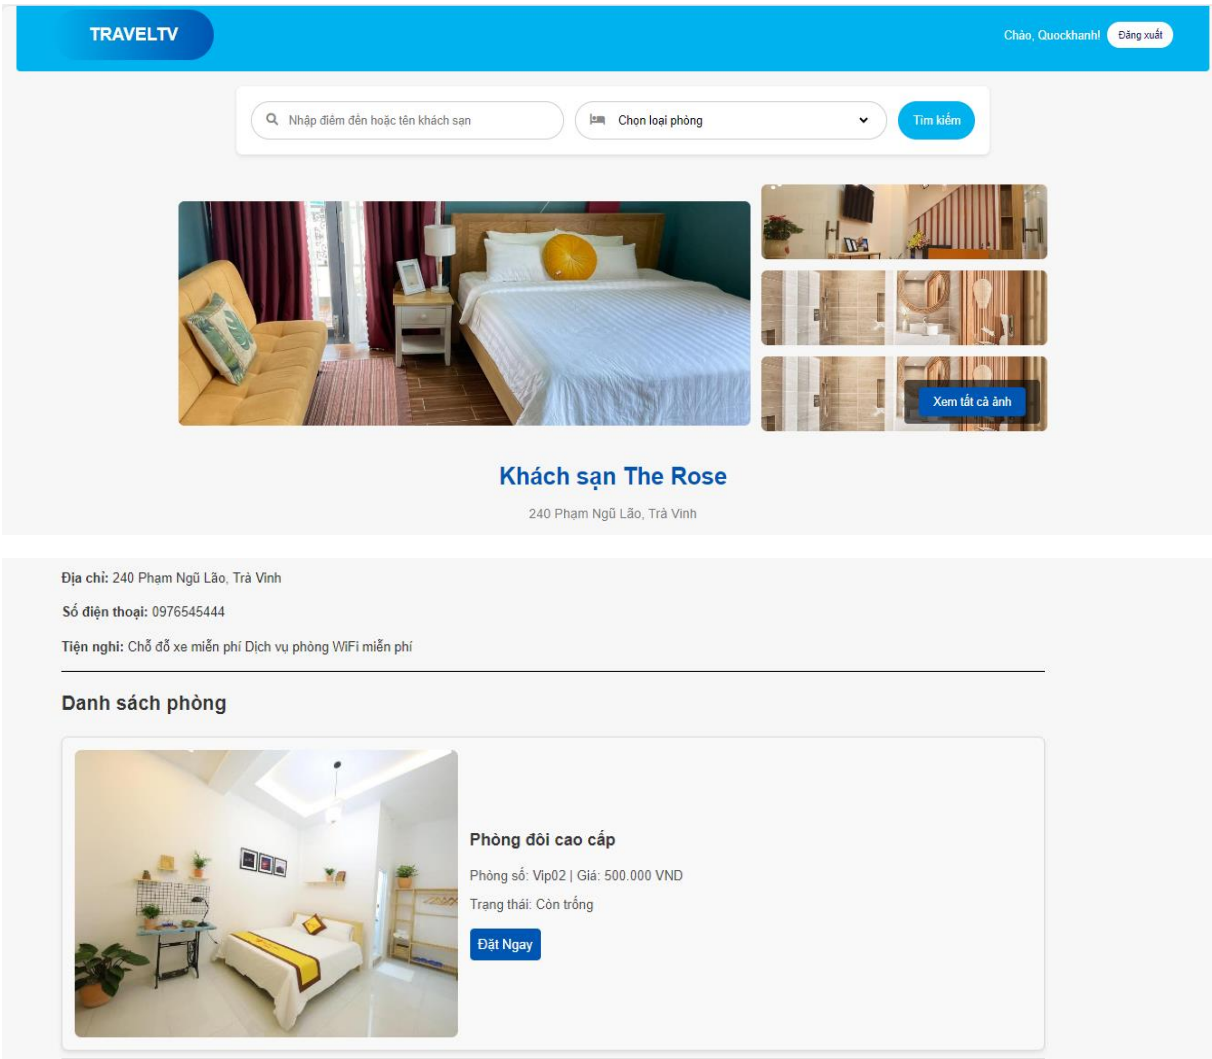 TRAVELTV
Chào, Quockhanh! Đăng xuất
Nhập điểm đến hoặc tên khách sạn
Chọn loại phòng
Tìm kiếm
Xem tất cả ảnh
Khách sạn The Rose
240 Phạm Ngũ Lão, Trà Vinh
Địa chỉ: 240 Phạm Ngũ Lão, Trà Vinh
Số điện thoại: 0976545444
Tiện nghi: Chỗ đỗ xe miễn phí Dịch vụ phòng WiFi miễn phí
Danh sách phòng
Phòng đôi cao cấp
Phòng số: Vip02 | Giá: 500.000 VND
Trạng thái: Còn trống
Đặt Ngay